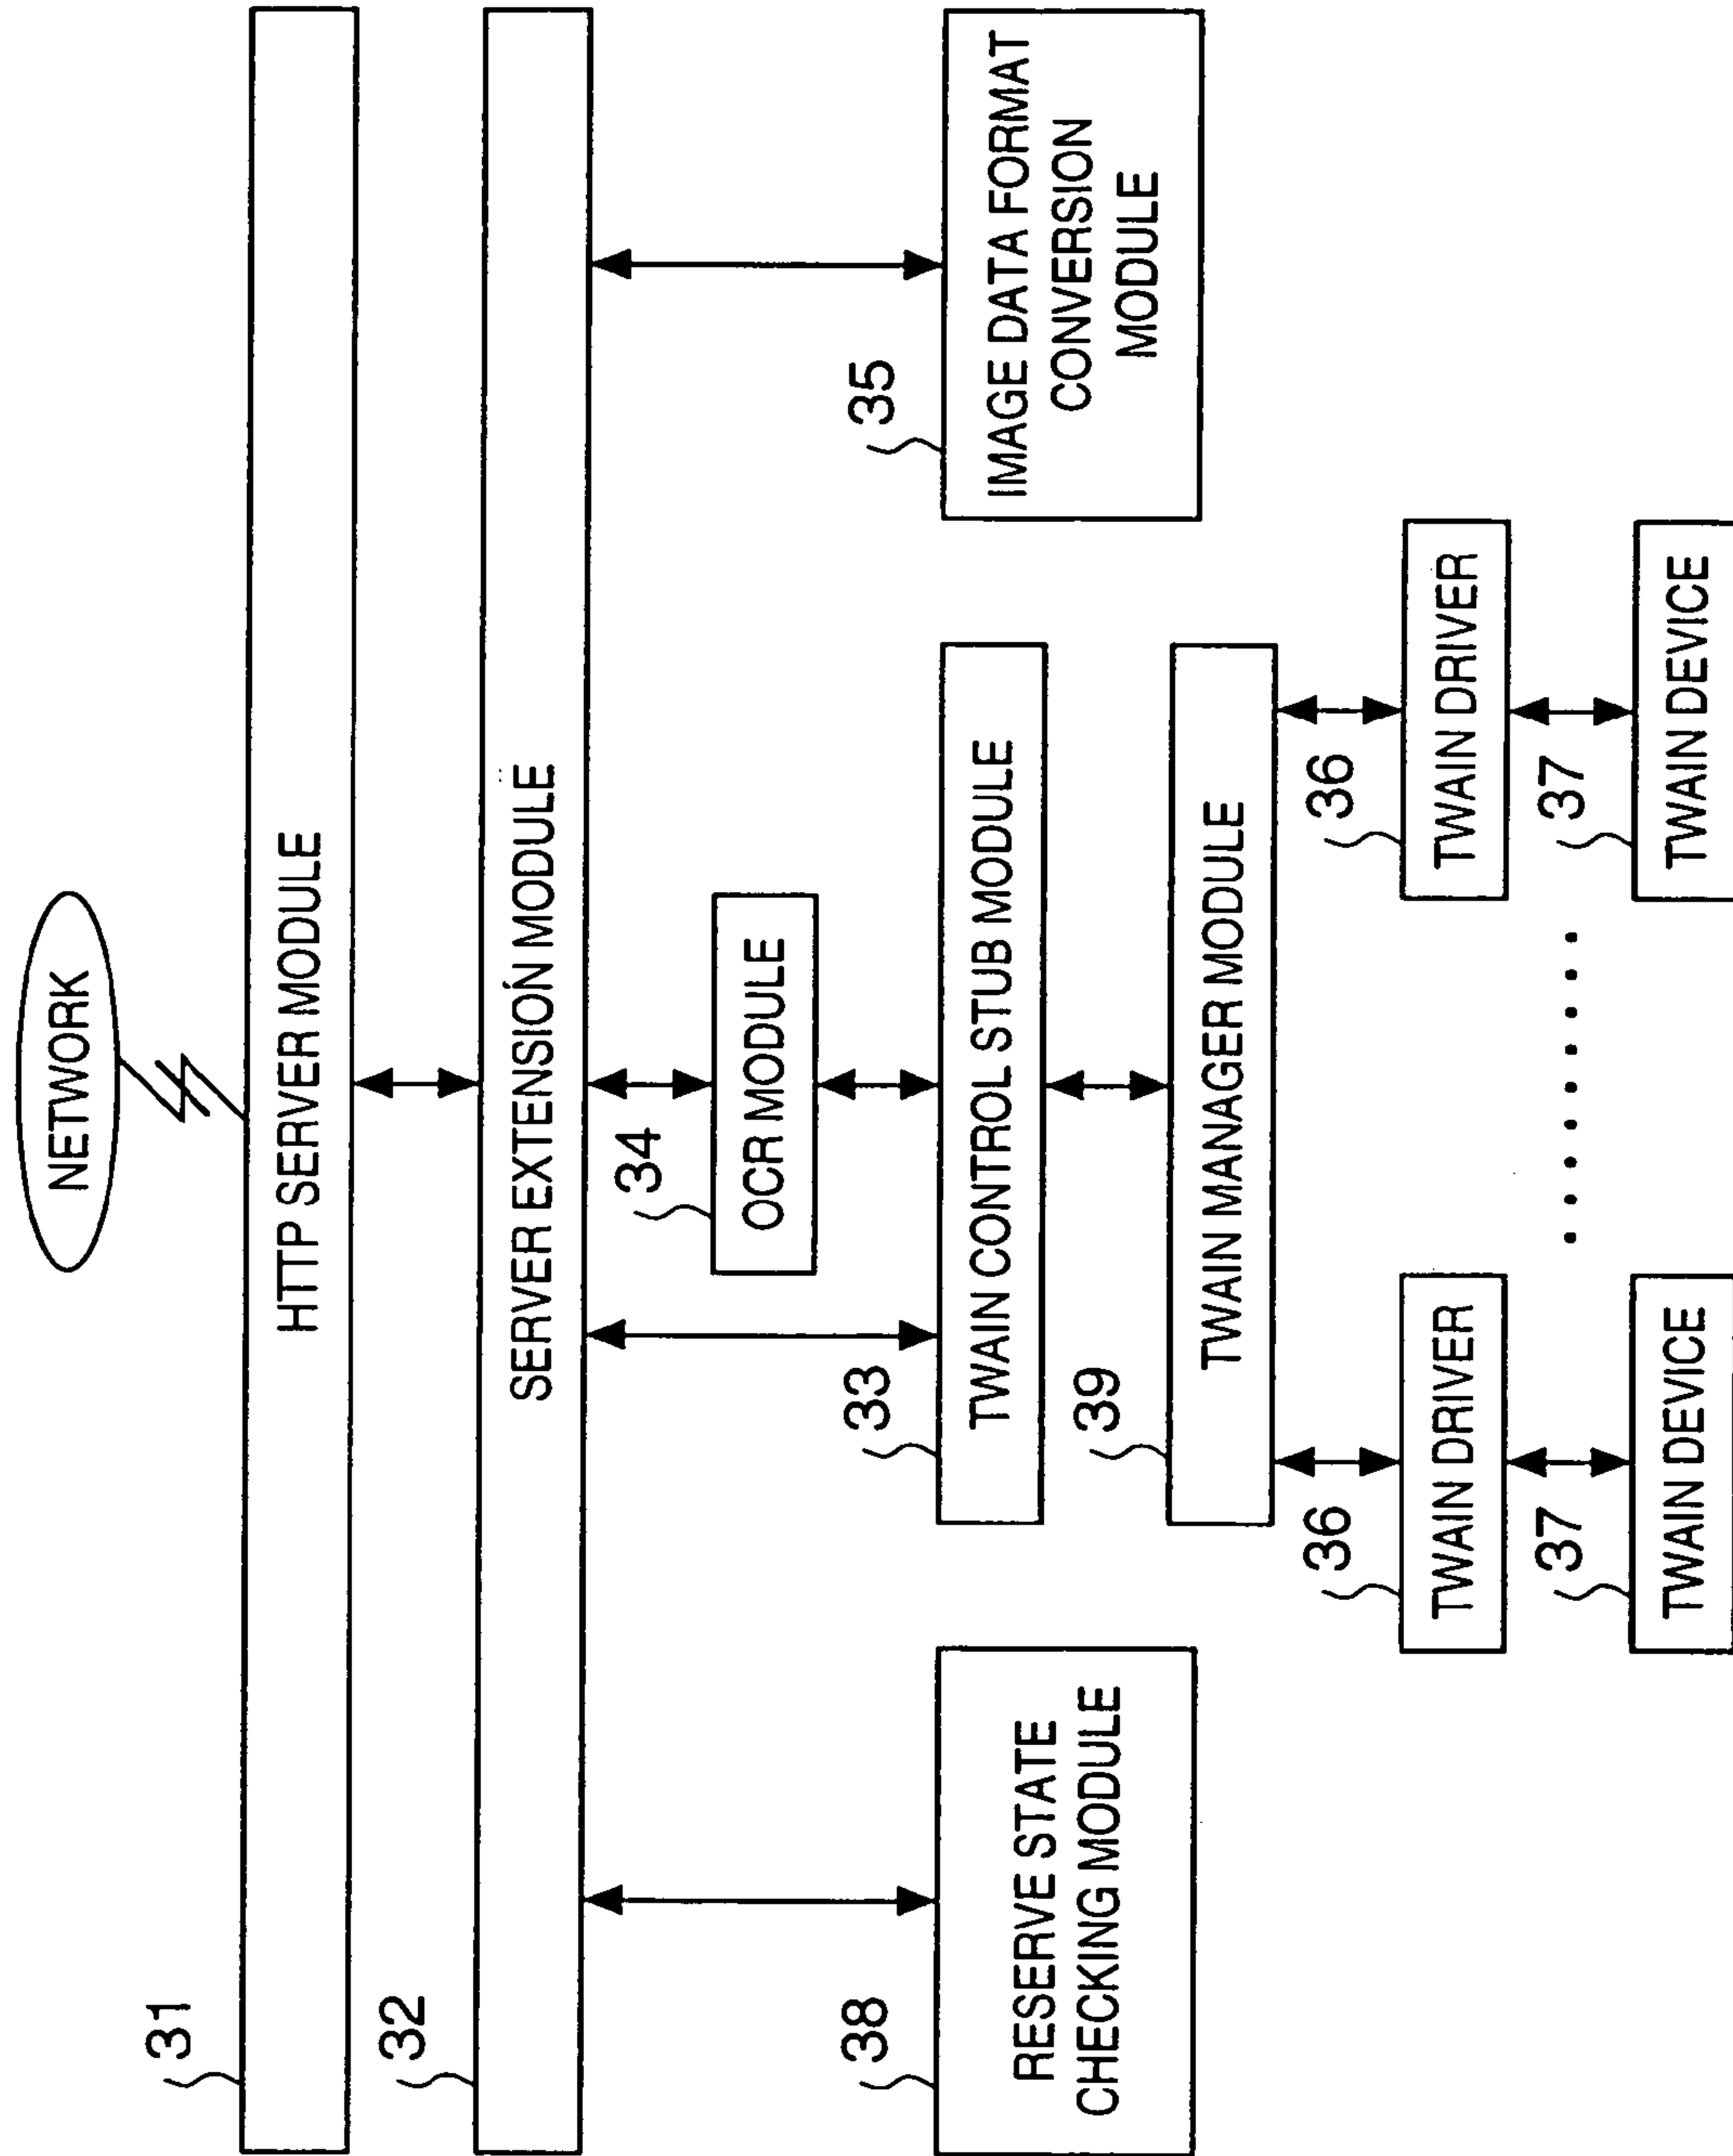 NETWORK
31
HTTP SERVER MODULE
32
SERVER EXTENSION MODULE
34
OCR MODULE
38
RESERVE STATE
CHECKING MODULE
33
TWAIN CONTROL STUB MODULE
35
IMAGE DATA FORMAT
CONVERSION
MODULE
39
TWAIN MANAGER MODULE
36
TWAIN DRIVER
36
TWAIN DRIVER
37
TWAIN DEVICE
37
TWAIN DEVICE